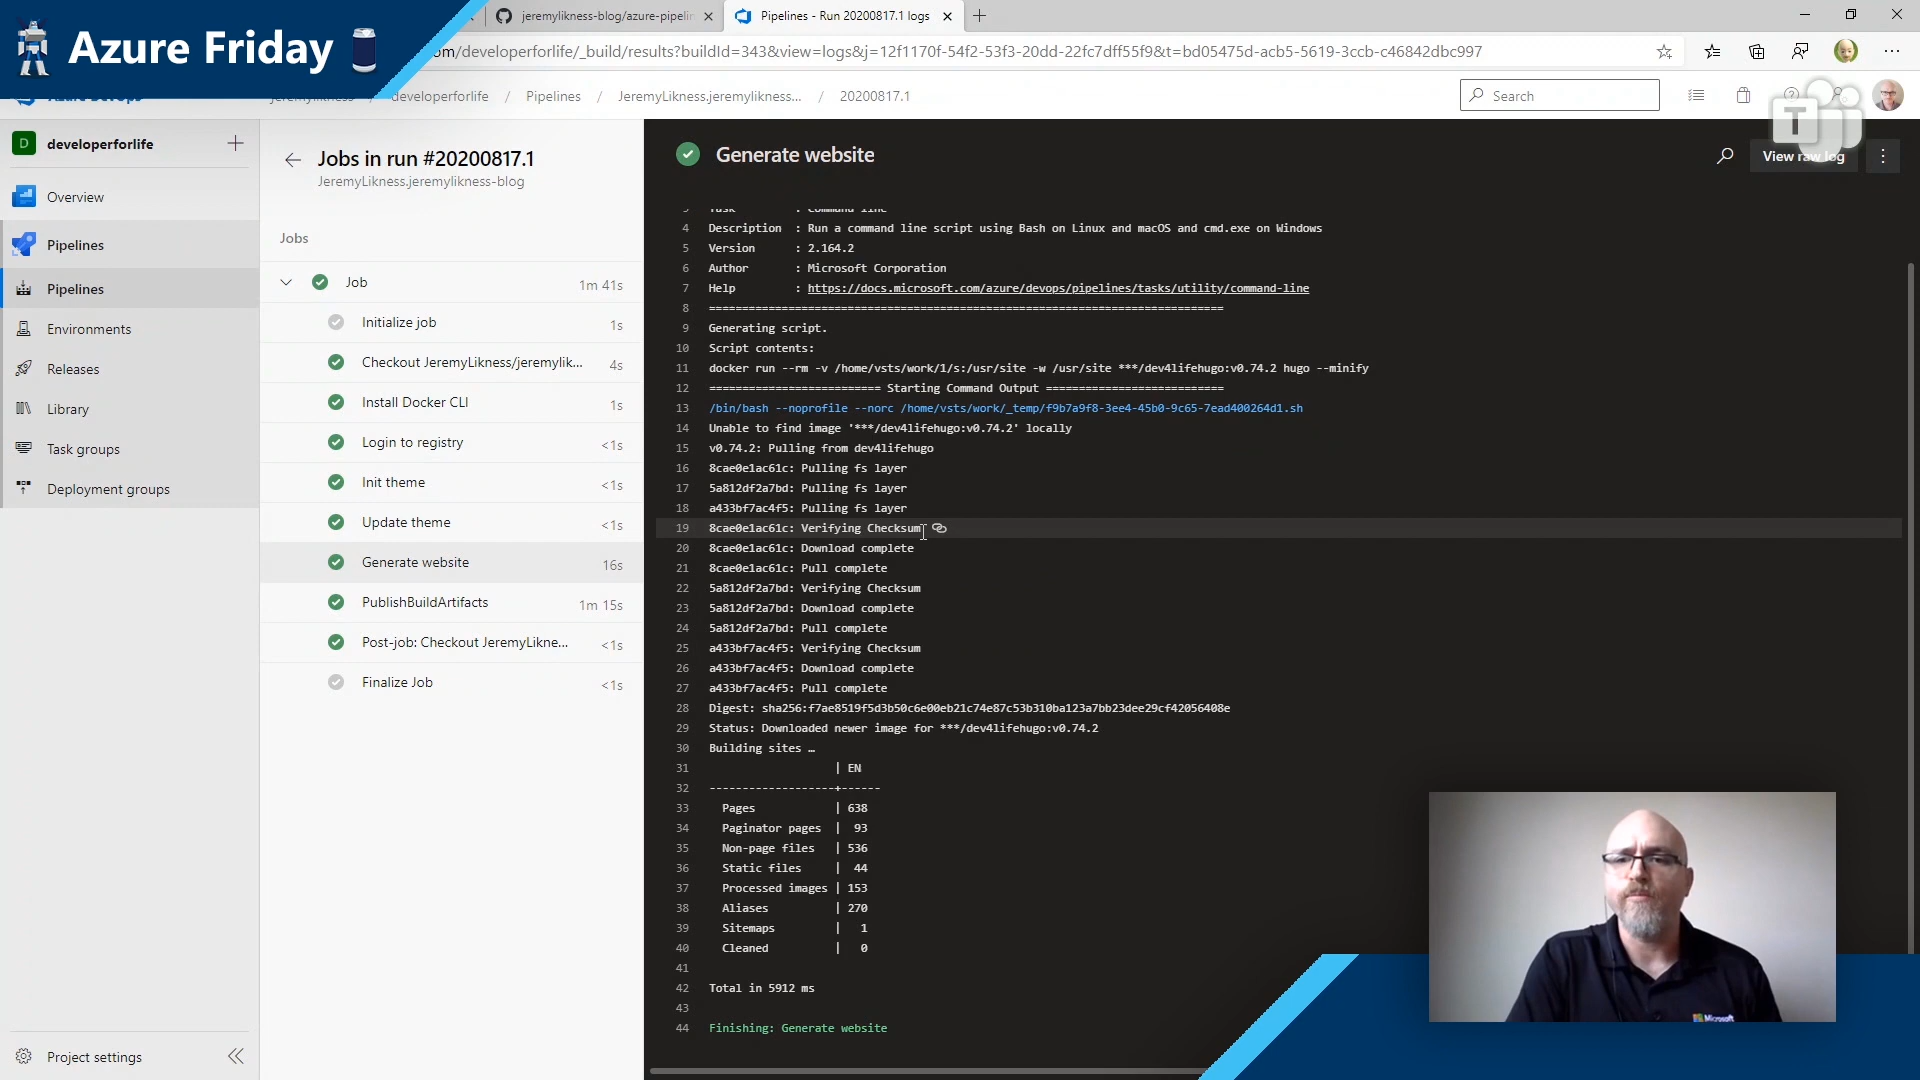 Azure Friday
jeremylikness-blog/azure-pipelin
Pipelines - Run 20200817.1 logs
om/developerforlife/_build/results?buildId=343&view=logs&j=12f1170f-54f2-53f3-20dd-22fc7dff55f9&t=bd05475d-acb5-5619-3ccb-c46842dbc997
jeremylikness / developerforlife / Pipelines / JeremyLikness.jeremylikness... / 20200817.1
Search
D developerforlife
Overview
Pipelines
Pipelines
Environments
Releases
Library
Task groups
Deployment groups
Project settings
Jobs in run #20200817.1
JeremyLikness.jeremylikness-blog
Jobs
Job 1m 41s
Initialize job 1s
Checkout JeremyLikness/jeremylik... 4s
Install Docker CLI 1s
Login to registry <1s
Init theme <1s
Update theme <1s
Generate website 16s
PublishBuildArtifacts 1m 15s
Post-job: Checkout JeremyLikne... <1s
Finalize Job <1s
Generate website
View raw log
T
3 Task : Command line
4 Description : Run a command line script using Bash on Linux and macOS and cmd.exe on Windows
5 Version : 2.164.2
6 Author : Microsoft Corporation
7 Help : https://docs.microsoft.com/azure/devops/pipelines/tasks/utility/command-line
8 ==============================================================================
9 Generating script.
10 Script contents:
11 docker run --rm -v /home/vsts/work/1/s:/usr/site -w /usr/site ***/dev4lifehugo:v0.74.2 hugo --minify
12 ========================== Starting Command Output ===========================
13 /bin/bash --noprofile --norc /home/vsts/work/_temp/f9b7a9f8-3ee4-45b0-9c65-7ead400264d1.sh
14 Unable to find image '***/dev4lifehugo:v0.74.2' locally
15 v0.74.2: Pulling from dev4lifehugo
16 8cae0e1ac61c: Pulling fs layer
17 5a812df2a7bd: Pulling fs layer
18 a433bf7ac4f5: Pulling fs layer
19 8cae0e1ac61c: Verifying Checksum
20 8cae0e1ac61c: Download complete
21 8cae0e1ac61c: Pull complete
22 5a812df2a7bd: Verifying Checksum
23 5a812df2a7bd: Download complete
24 5a812df2a7bd: Pull complete
25 a433bf7ac4f5: Verifying Checksum
26 a433bf7ac4f5: Download complete
27 a433bf7ac4f5: Pull complete
28 Digest: sha256:f7ae8519f5d3b50c6e00eb21c74e87c53b310ba123a7bb23dee29cf42056408e
29 Status: Downloaded newer image for ***/dev4lifehugo:v0.74.2
30 Building sites …
31 | EN
32 -------------------+------
33 Pages | 638
34 Paginator pages | 93
35 Non-page files | 536
36 Static files | 44
37 Processed images | 153
38 Aliases | 270
39 Sitemaps | 1
40 Cleaned | 0
41
42 Total in 5912 ms
43
44 Finishing: Generate website
Microsoft